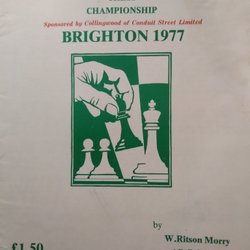 CHAMPIONSHIP
Sponsored by Collingwood of Conduit Street Limited
BRIGHTON 1977
by
W.Ritson Morry
£1.50